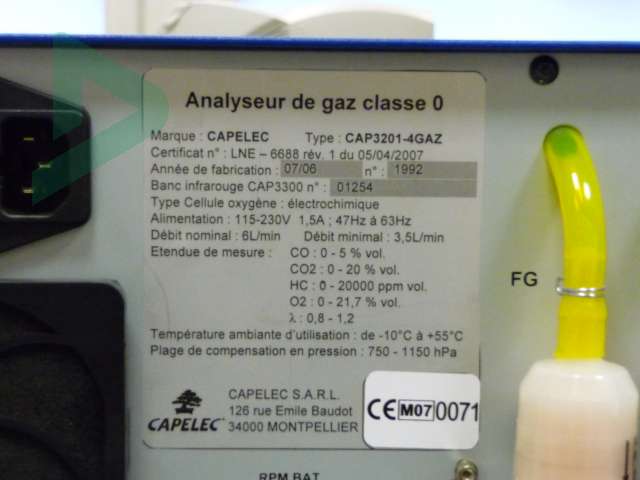 Analyseur de gaz classe 0
Marque : CAPELEC Type : CAP3201-4GAZ
Certificat n° : LNE – 6688 rév. 1 du 05/04/2007
Année de fabrication : 07/06 n° : 1992
Banc infrarouge CAP3300 n° : 01254
Type Cellule oxygène : électrochimique
Alimentation : 115-230V 1,5A ; 47Hz à 63Hz
Débit nominal : 6L/min Débit minimal : 3,5L/min
Etendue de mesure : CO : 0 - 5 % vol.
CO2 : 0 - 20 % vol.
HC : 0 - 20000 ppm vol.
O2 : 0 - 21,7 % vol.
λ : 0,8 - 1,2
Température ambiante d'utilisation : de -10°C à +55°C
Plage de compensation en pression : 750 - 1150 hPa
CAPELEC
CAPELEC S.A.R.L.
126 rue Emile Baudot
34000 MONTPELLIER
CE M07 0071
FG
RPM BAT